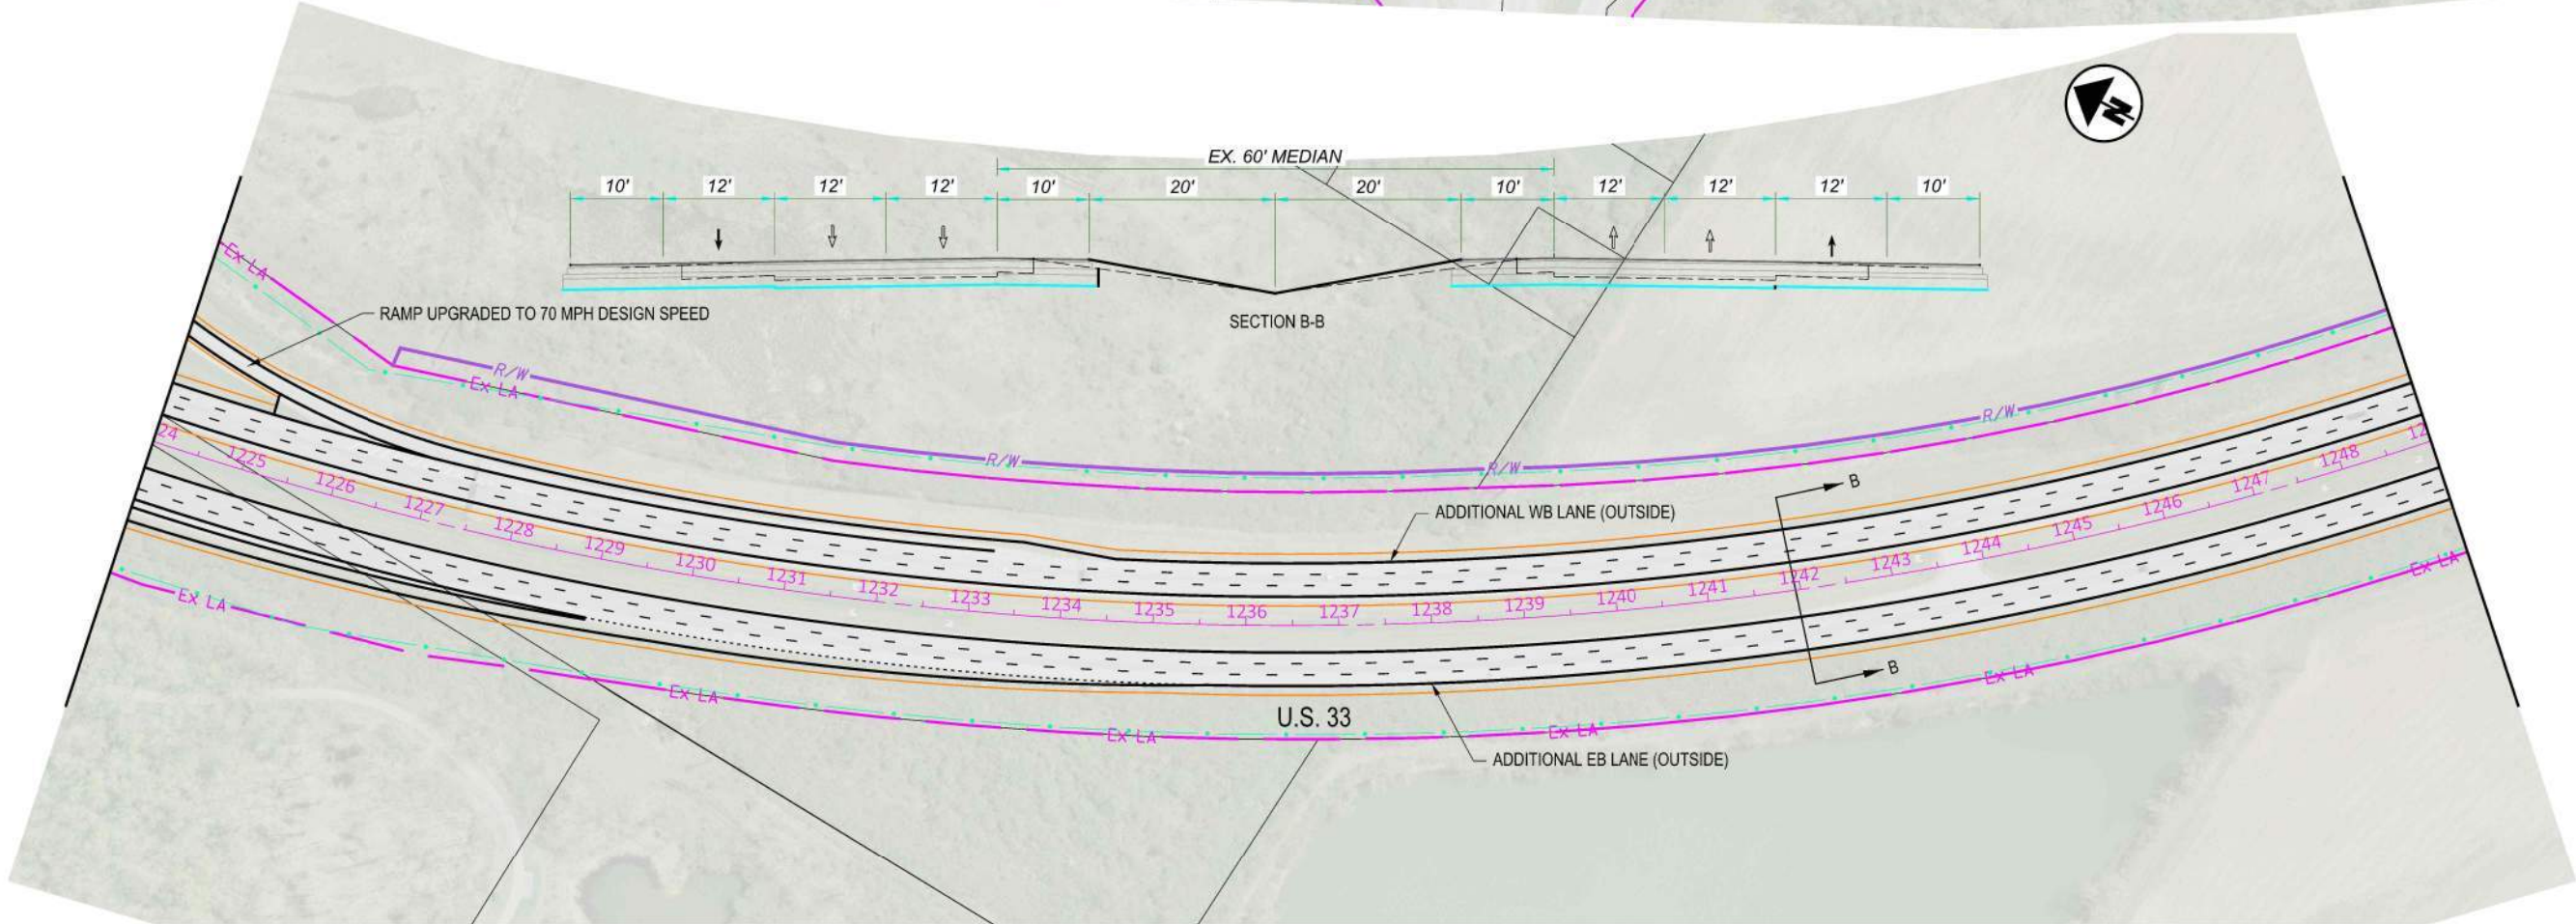 N
EX. 60' MEDIAN
10' 12' 12' 12' 10' 20' 20' 10' 12' 12' 12' 10'
SECTION B-B
Ex LA
RAMP UPGRADED TO 70 MPH DESIGN SPEED
R/W
Ex LA
R/W
R/W
R/W
ADDITIONAL WB LANE (OUTSIDE)
B
24 1225 1226 1227 1228 1229 1230 1231 1232 1233 1234 1235 1236 1237 1238 1239 1240 1241 1242 1243 1244 1245 1246 1247 1248 12
B
Ex LA
Ex LA
Ex LA
Ex LA
Ex LA
Ex LA
U.S. 33
ADDITIONAL EB LANE (OUTSIDE)